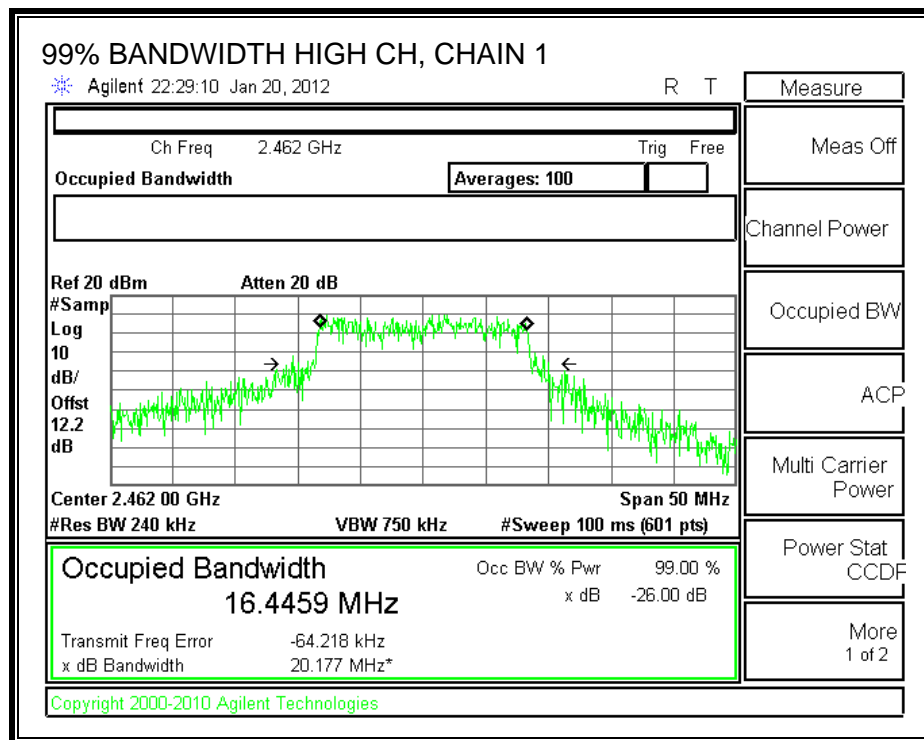 99% BANDWIDTH HIGH CH, CHAIN 1
Agilent 22:29:10 Jan 20, 2012 R T
Measure
Ch Freq 2.462 GHz Trig Free
Meas Off
Occupied Bandwidth Averages: 100
Channel Power
Ref 20 dBm Atten 20 dB
#Samp
Log
10
dB/
Offst
12.2
dB
Occupied BW
ACP
Center 2.462 00 GHz Span 50 MHz
#Res BW 240 kHz VBW 750 kHz #Sweep 100 ms (601 pts)
Multi Carrier
Power
Occupied Bandwidth Occ BW % Pwr 99.00 %
16.4459 MHz x dB -26.00 dB
Power Stat
CCDF
Transmit Freq Error -64.218 kHz
x dB Bandwidth 20.177 MHz*
More
1 of 2
Copyright 2000-2010 Agilent Technologies